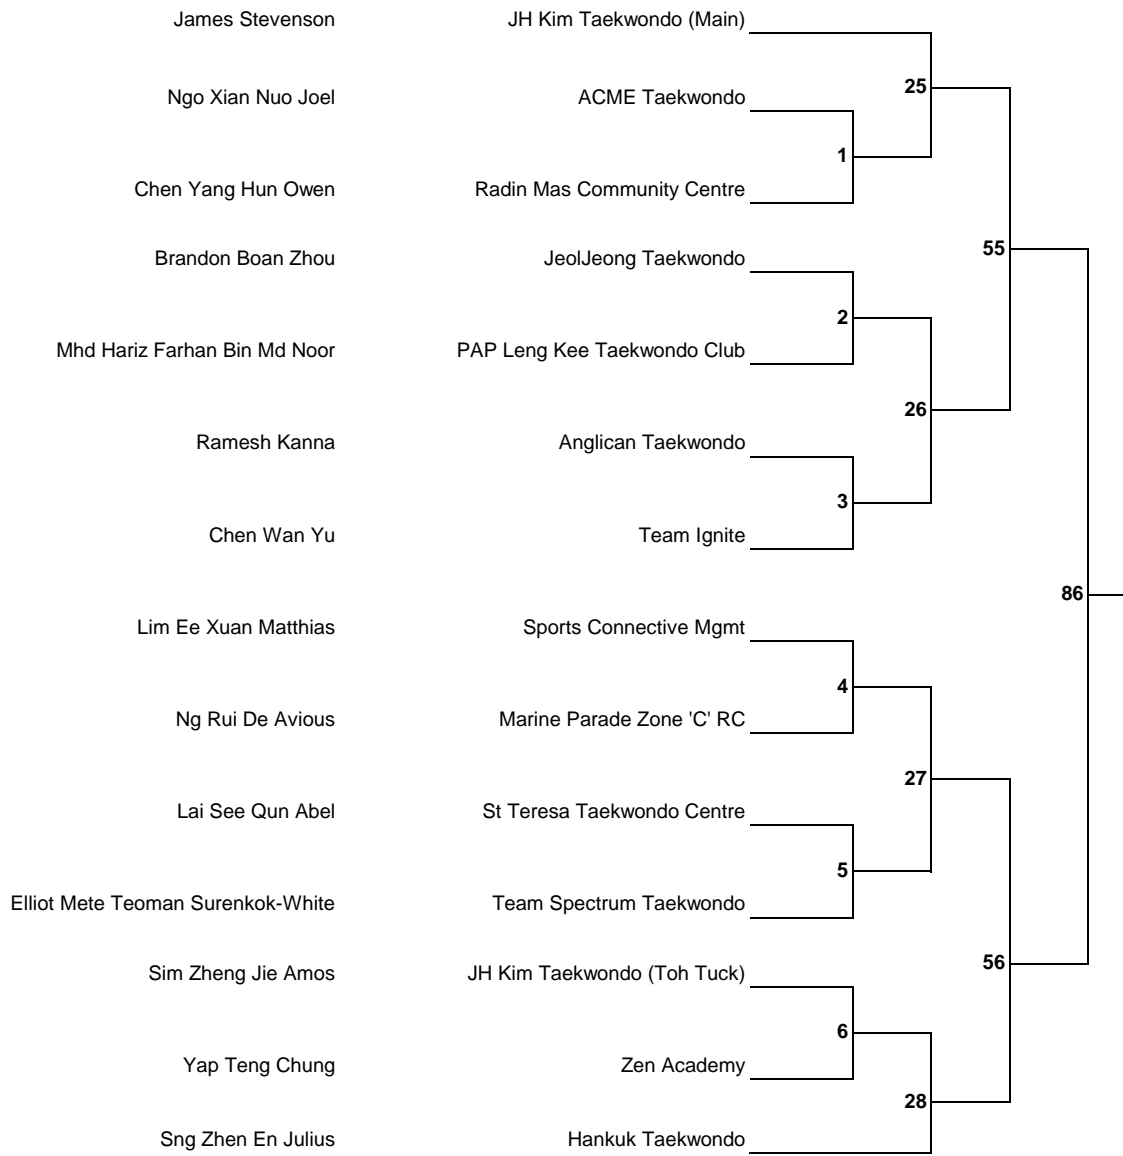 James Stevenson JH Kim Taekwondo (Main)
25
Ngo Xian Nuo Joel ACME Taekwondo
1
Chen Yang Hun Owen Radin Mas Community Centre
55
Brandon Boan Zhou JeolJeong Taekwondo
2
Mhd Hariz Farhan Bin Md Noor PAP Leng Kee Taekwondo Club
26
Ramesh Kanna Anglican Taekwondo
3
Chen Wan Yu Team Ignite
86
Lim Ee Xuan Matthias Sports Connective Mgmt
4
Ng Rui De Avious Marine Parade Zone 'C' RC
27
Lai See Qun Abel St Teresa Taekwondo Centre
5
Elliot Mete Teoman Surenkok-White Team Spectrum Taekwondo
56
Sim Zheng Jie Amos JH Kim Taekwondo (Toh Tuck)
6
Yap Teng Chung Zen Academy
28
Sng Zhen En Julius Hankuk Taekwondo